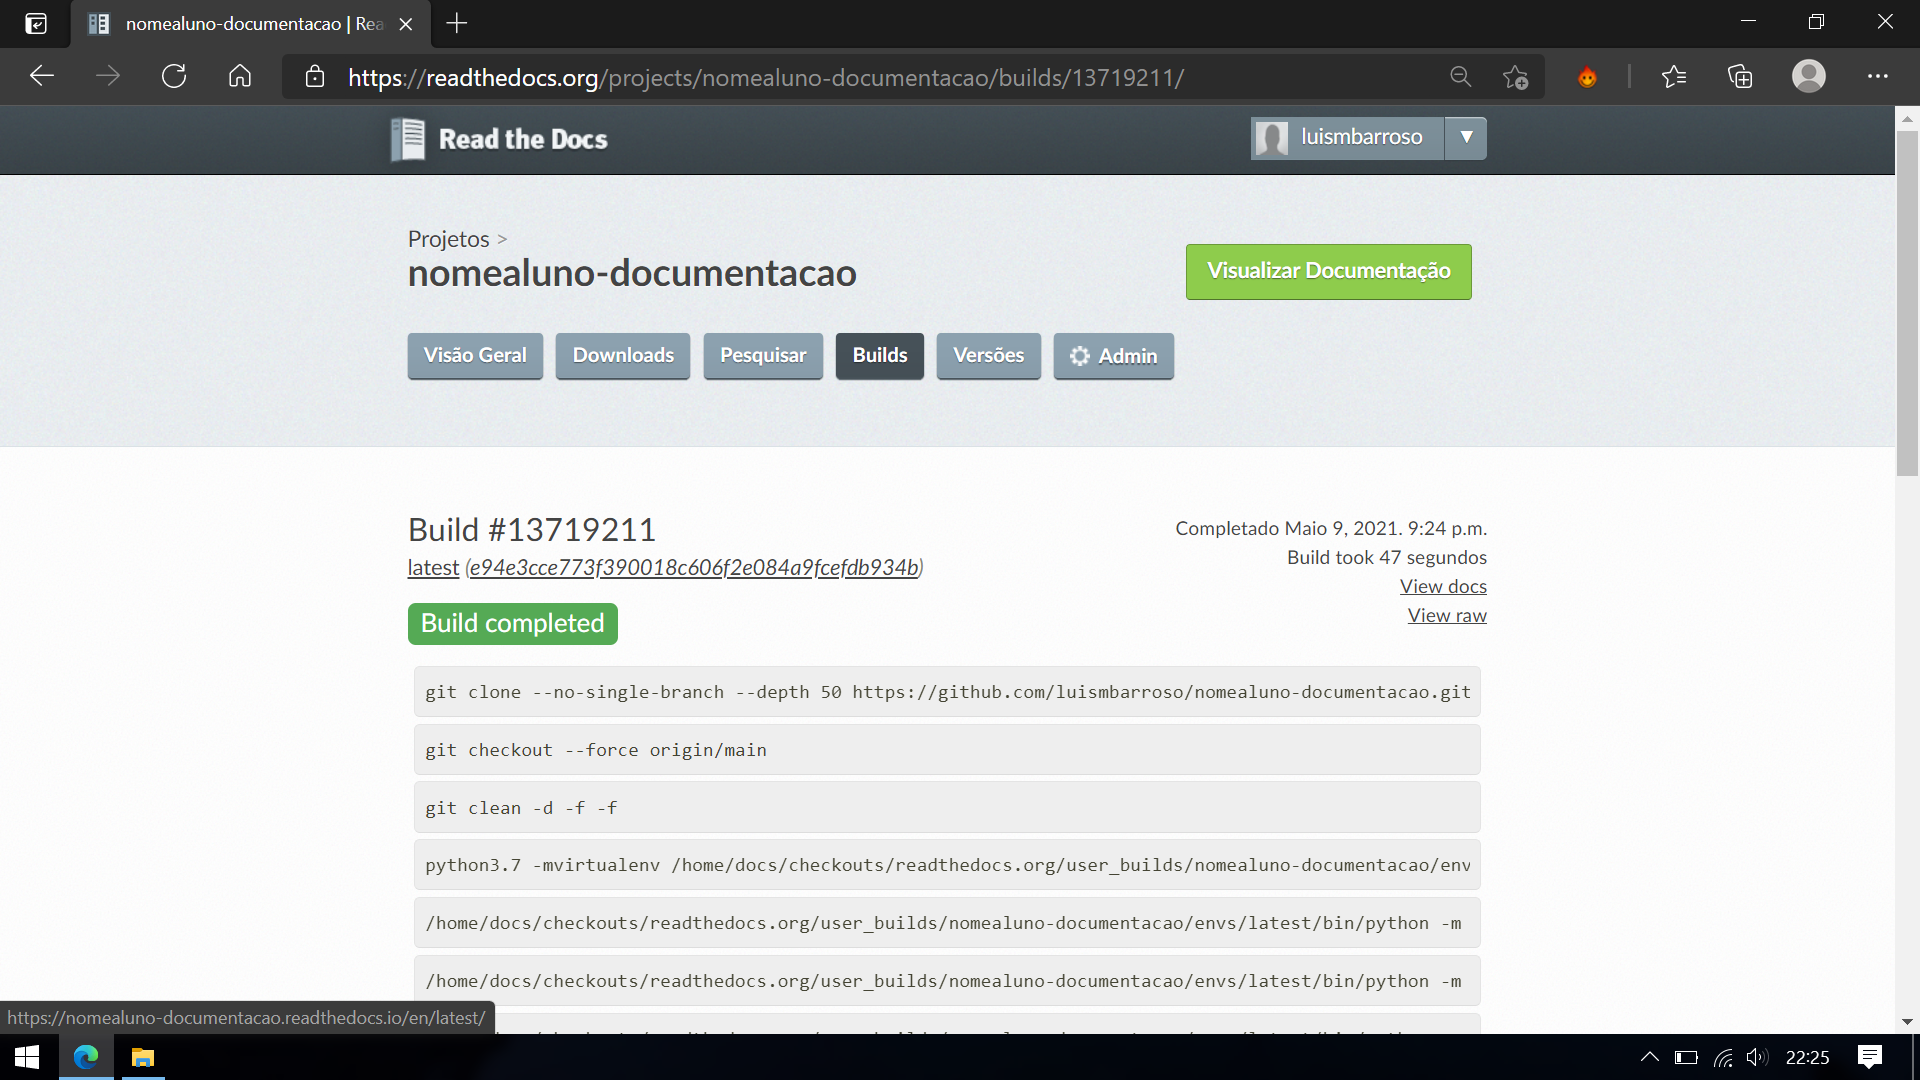 nomealuno-documentacao | Rea
https://readthedocs.org/projects/nomealuno-documentacao/builds/13719211/
Read the Docs
luismbarroso
Projetos >
nomealuno-documentacao
Visualizar Documentação
Visão Geral
Downloads
Pesquisar
Builds
Versões
Admin
Build #13719211
latest (e94e3cce773f390018c606f2e084a9fcefdb934b)
Build completed
Completado Maio 9, 2021. 9:24 p.m.
Build took 47 segundos
View docs
View raw
git clone --no-single-branch --depth 50 https://github.com/luismbarroso/nomealuno-documentacao.git
git checkout --force origin/main
git clean -d -f -f
python3.7 -mvirtualenv /home/docs/checkouts/readthedocs.org/user_builds/nomealuno-documentacao/env
/home/docs/checkouts/readthedocs.org/user_builds/nomealuno-documentacao/envs/latest/bin/python -m
/home/docs/checkouts/readthedocs.org/user_builds/nomealuno-documentacao/envs/latest/bin/python -m
https://nomealuno-documentacao.readthedocs.io/en/latest/
22:25